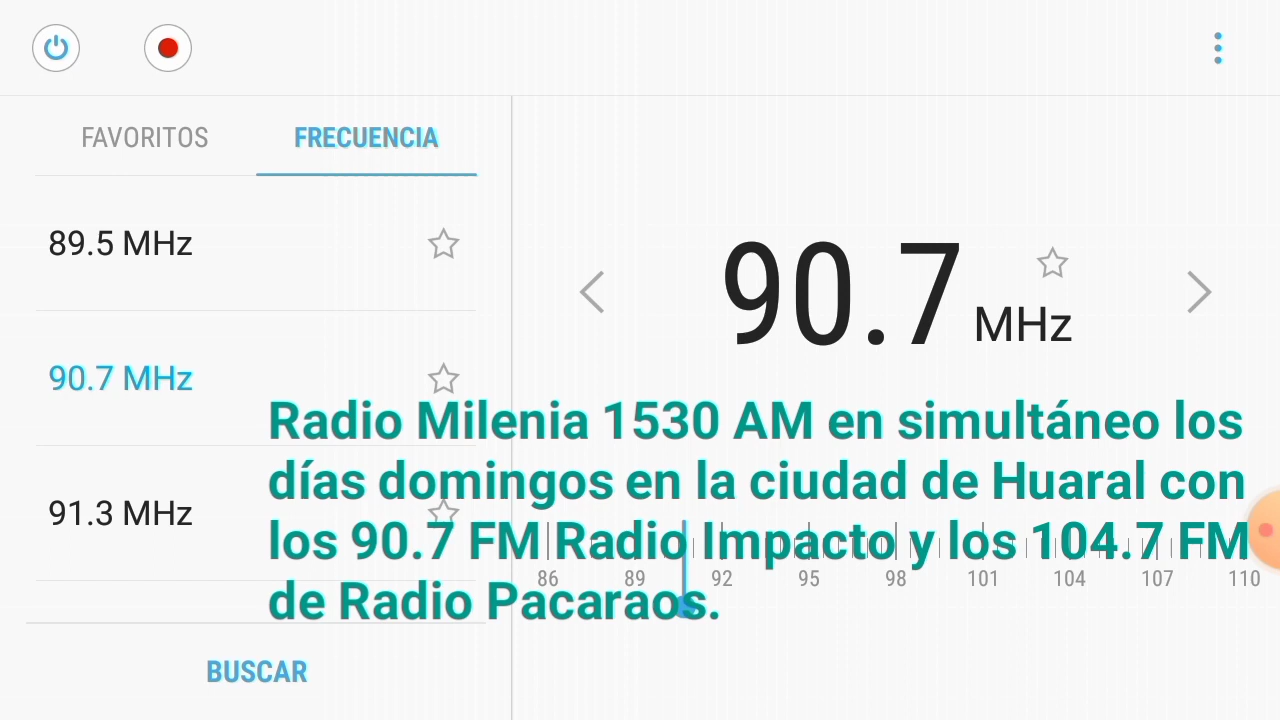 FAVORITOS
FRECUENCIA
89.5 MHz
90.7 MHz
91.3 MHz
BUSCAR
90.7 MHz
86 89 92 95 98 101 104 107 110
Radio Milenia 1530 AM en simultáneo los
días domingos en la ciudad de Huaral con
los 90.7 FM Radio Impacto y los 104.7 FM
de Radio Pacaraos.